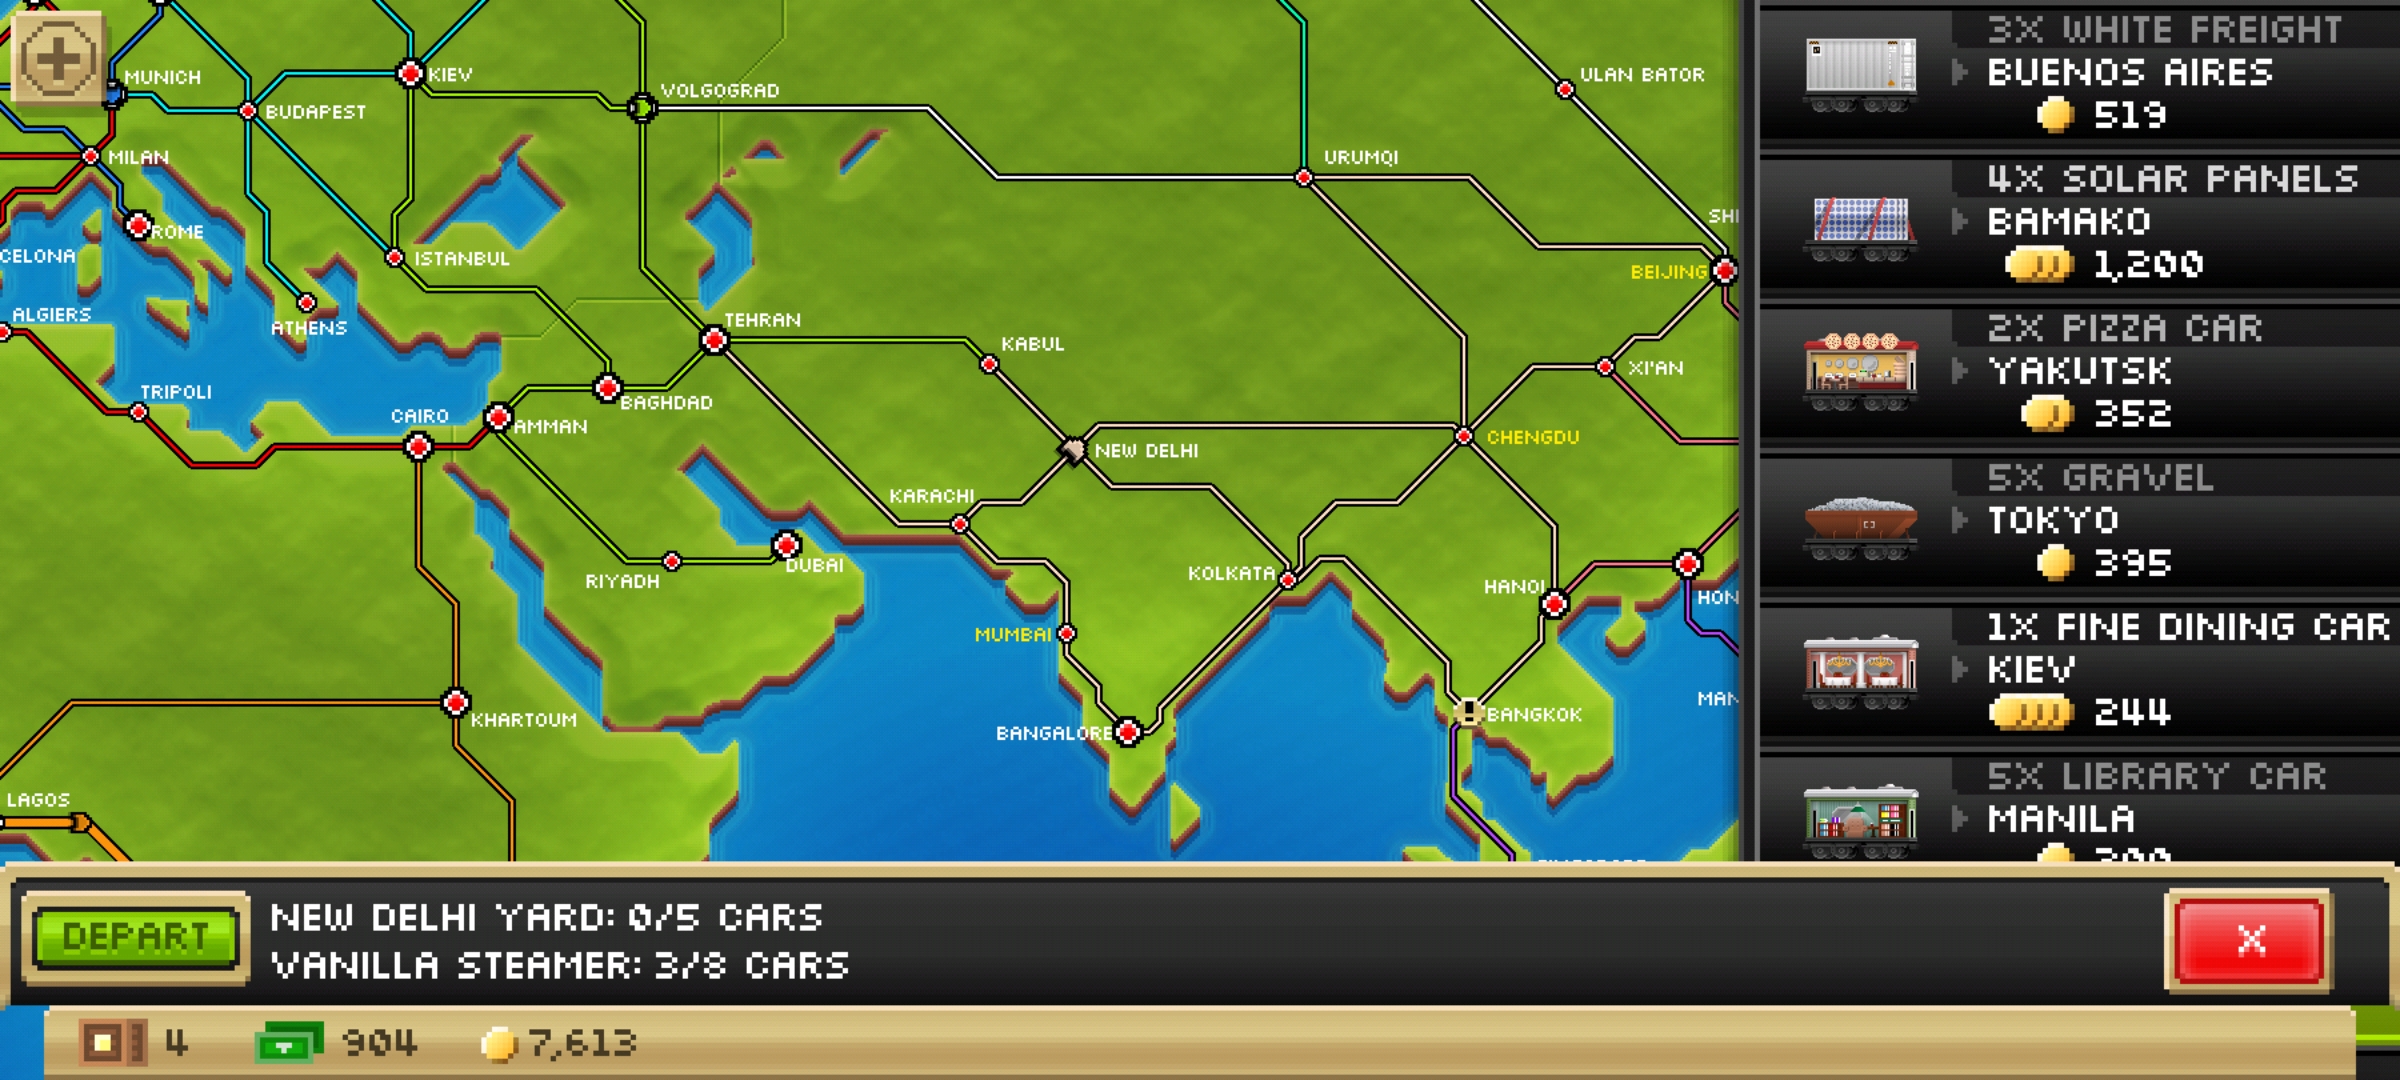 MUNICH
KIEV
BUDAPEST
VOLGOGRAD
ULAN BATOR
MILAN
URUMQI
ROME
SH
CELONA
ISTANBUL
BEIJING
ALGIERS
ATHENS
TEHRAN
KABUL
XI'AN
TRIPOLI
BAGHDAD
CAIRO
AMMAN
NEW DELHI
CHENGDU
KARACHI
DUBAI
RIYADH
KOLKATA
HANOI
HON
MUMBAI
MAN
KHARTOUM
BANGKOK
BANGALORE
LAGOS
3X WHITE FREIGHT
BUENOS AIRES
519
4X SOLAR PANELS
BAMAKO
1,200
2X PIZZA CAR
YAKUTSK
352
5X GRAVEL
TOKYO
395
1X FINE DINING CAR
KIEV
244
5X LIBRARY CAR
MANILA
DEPART
NEW DELHI YARD: 0/5 CARS
VANILLA STEAMER: 3/8 CARS
X
4
904
7,613